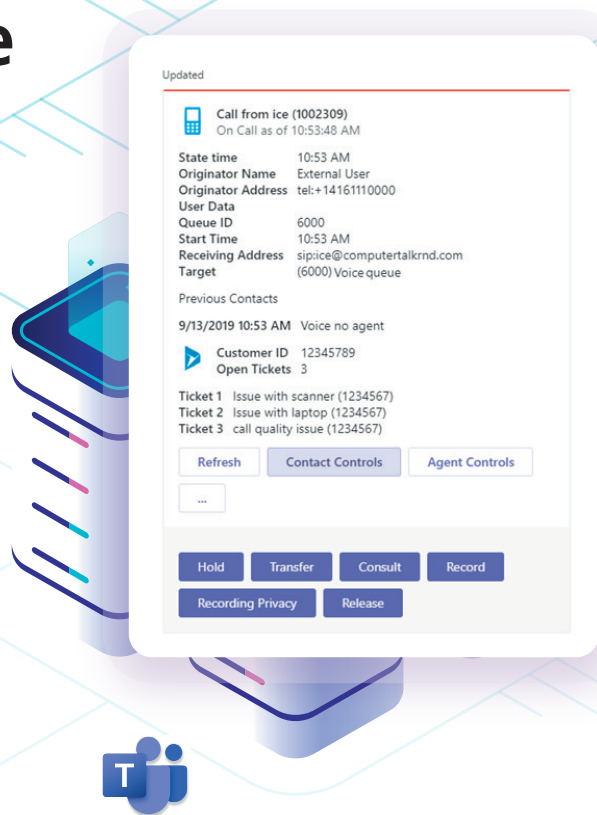 e
Updated
Call from ice (1002309)
On Call as of 10:53:48 AM
State time 10:53 AM
Originator Name External User
Originator Address tel:+14161110000
User Data
Queue ID 6000
Start Time 10:53 AM
Receiving Address sip:ice@computertalkrnd.com
Target (6000) Voice queue
Previous Contacts
9/13/2019 10:53 AM Voice no agent
Customer ID 12345789
Open Tickets 3
Ticket 1 Issue with scanner (1234567)
Ticket 2 Issue with laptop (1234567)
Ticket 3 call quality issue (1234567)
Refresh Contact Controls Agent Controls
...
Hold Transfer Consult Record
Recording Privacy Release
T